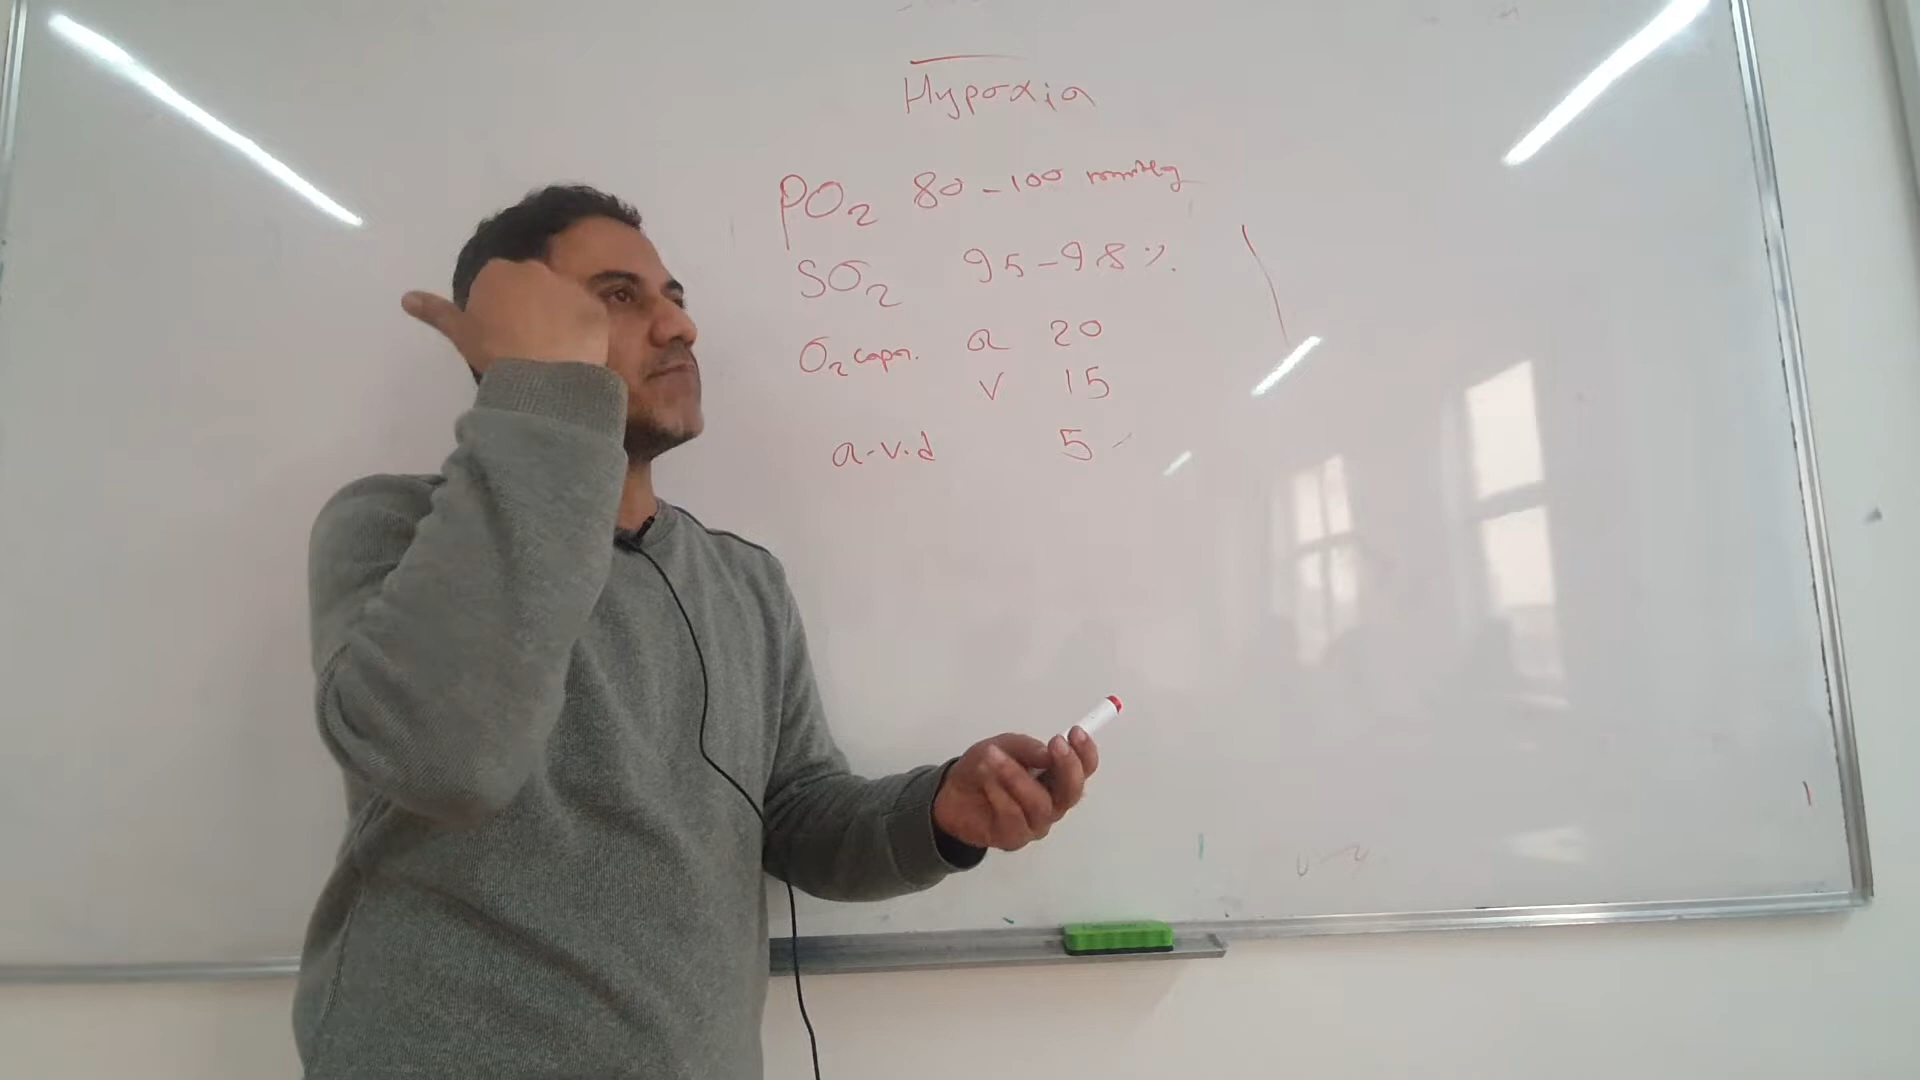 Hypoxia
PO2 80-100 mmHg
SO2 95-98 %
O2 capa. a 20
v 15
a-v.d 5